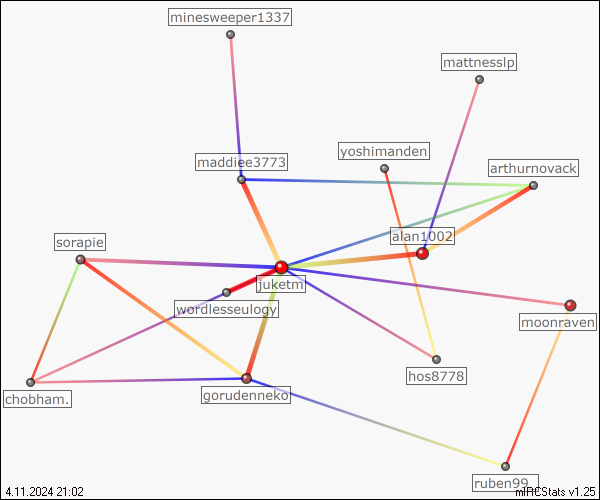 minesweeper1337
mattnesslp
yoshimanden
maddiee3773
arthurnovack
alan1002
sorapie
juketm
wordlesseulogy
moonraven
hos8778
chobham.
gorudenneko
ruben99_
4.11.2024 21:02
mIRCStats v1.25